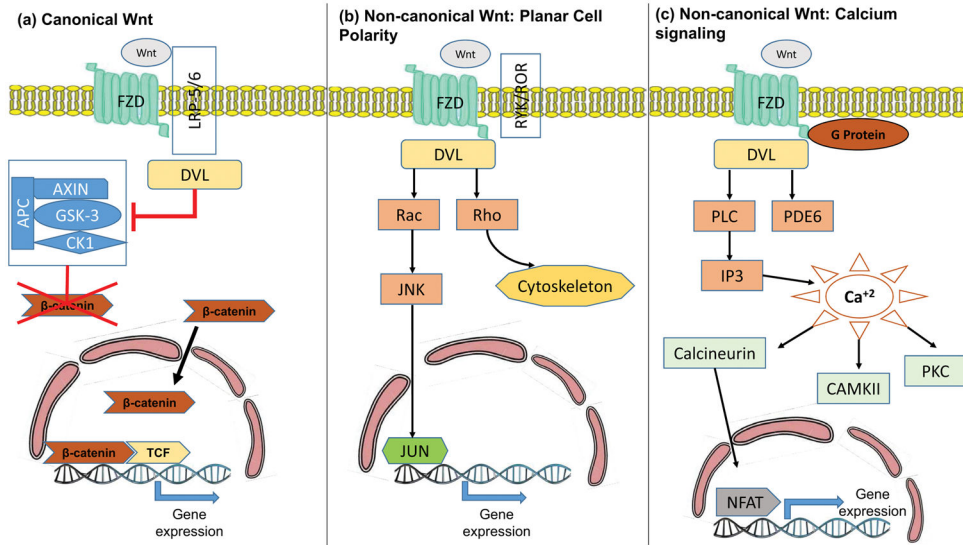 (a) Canonical Wnt
Wnt
FZD
LRP-5/6
DVL
APC
AXIN
GSK-3
CK1
β-catenin
β-catenin
β-catenin
β-catenin
TCF
Gene
expression
(b) Non-canonical Wnt: Planar Cell
Polarity
Wnt
FZD
RYK/ROR
DVL
Rac
Rho
JNK
Cytoskeleton
JUN
Gene
expression
(c) Non-canonical Wnt: Calcium
signaling
Wnt
FZD
G Protein
DVL
PLC
PDE6
IP3
Ca+2
Calcineurin
CAMKII
PKC
NFAT
Gene
expression